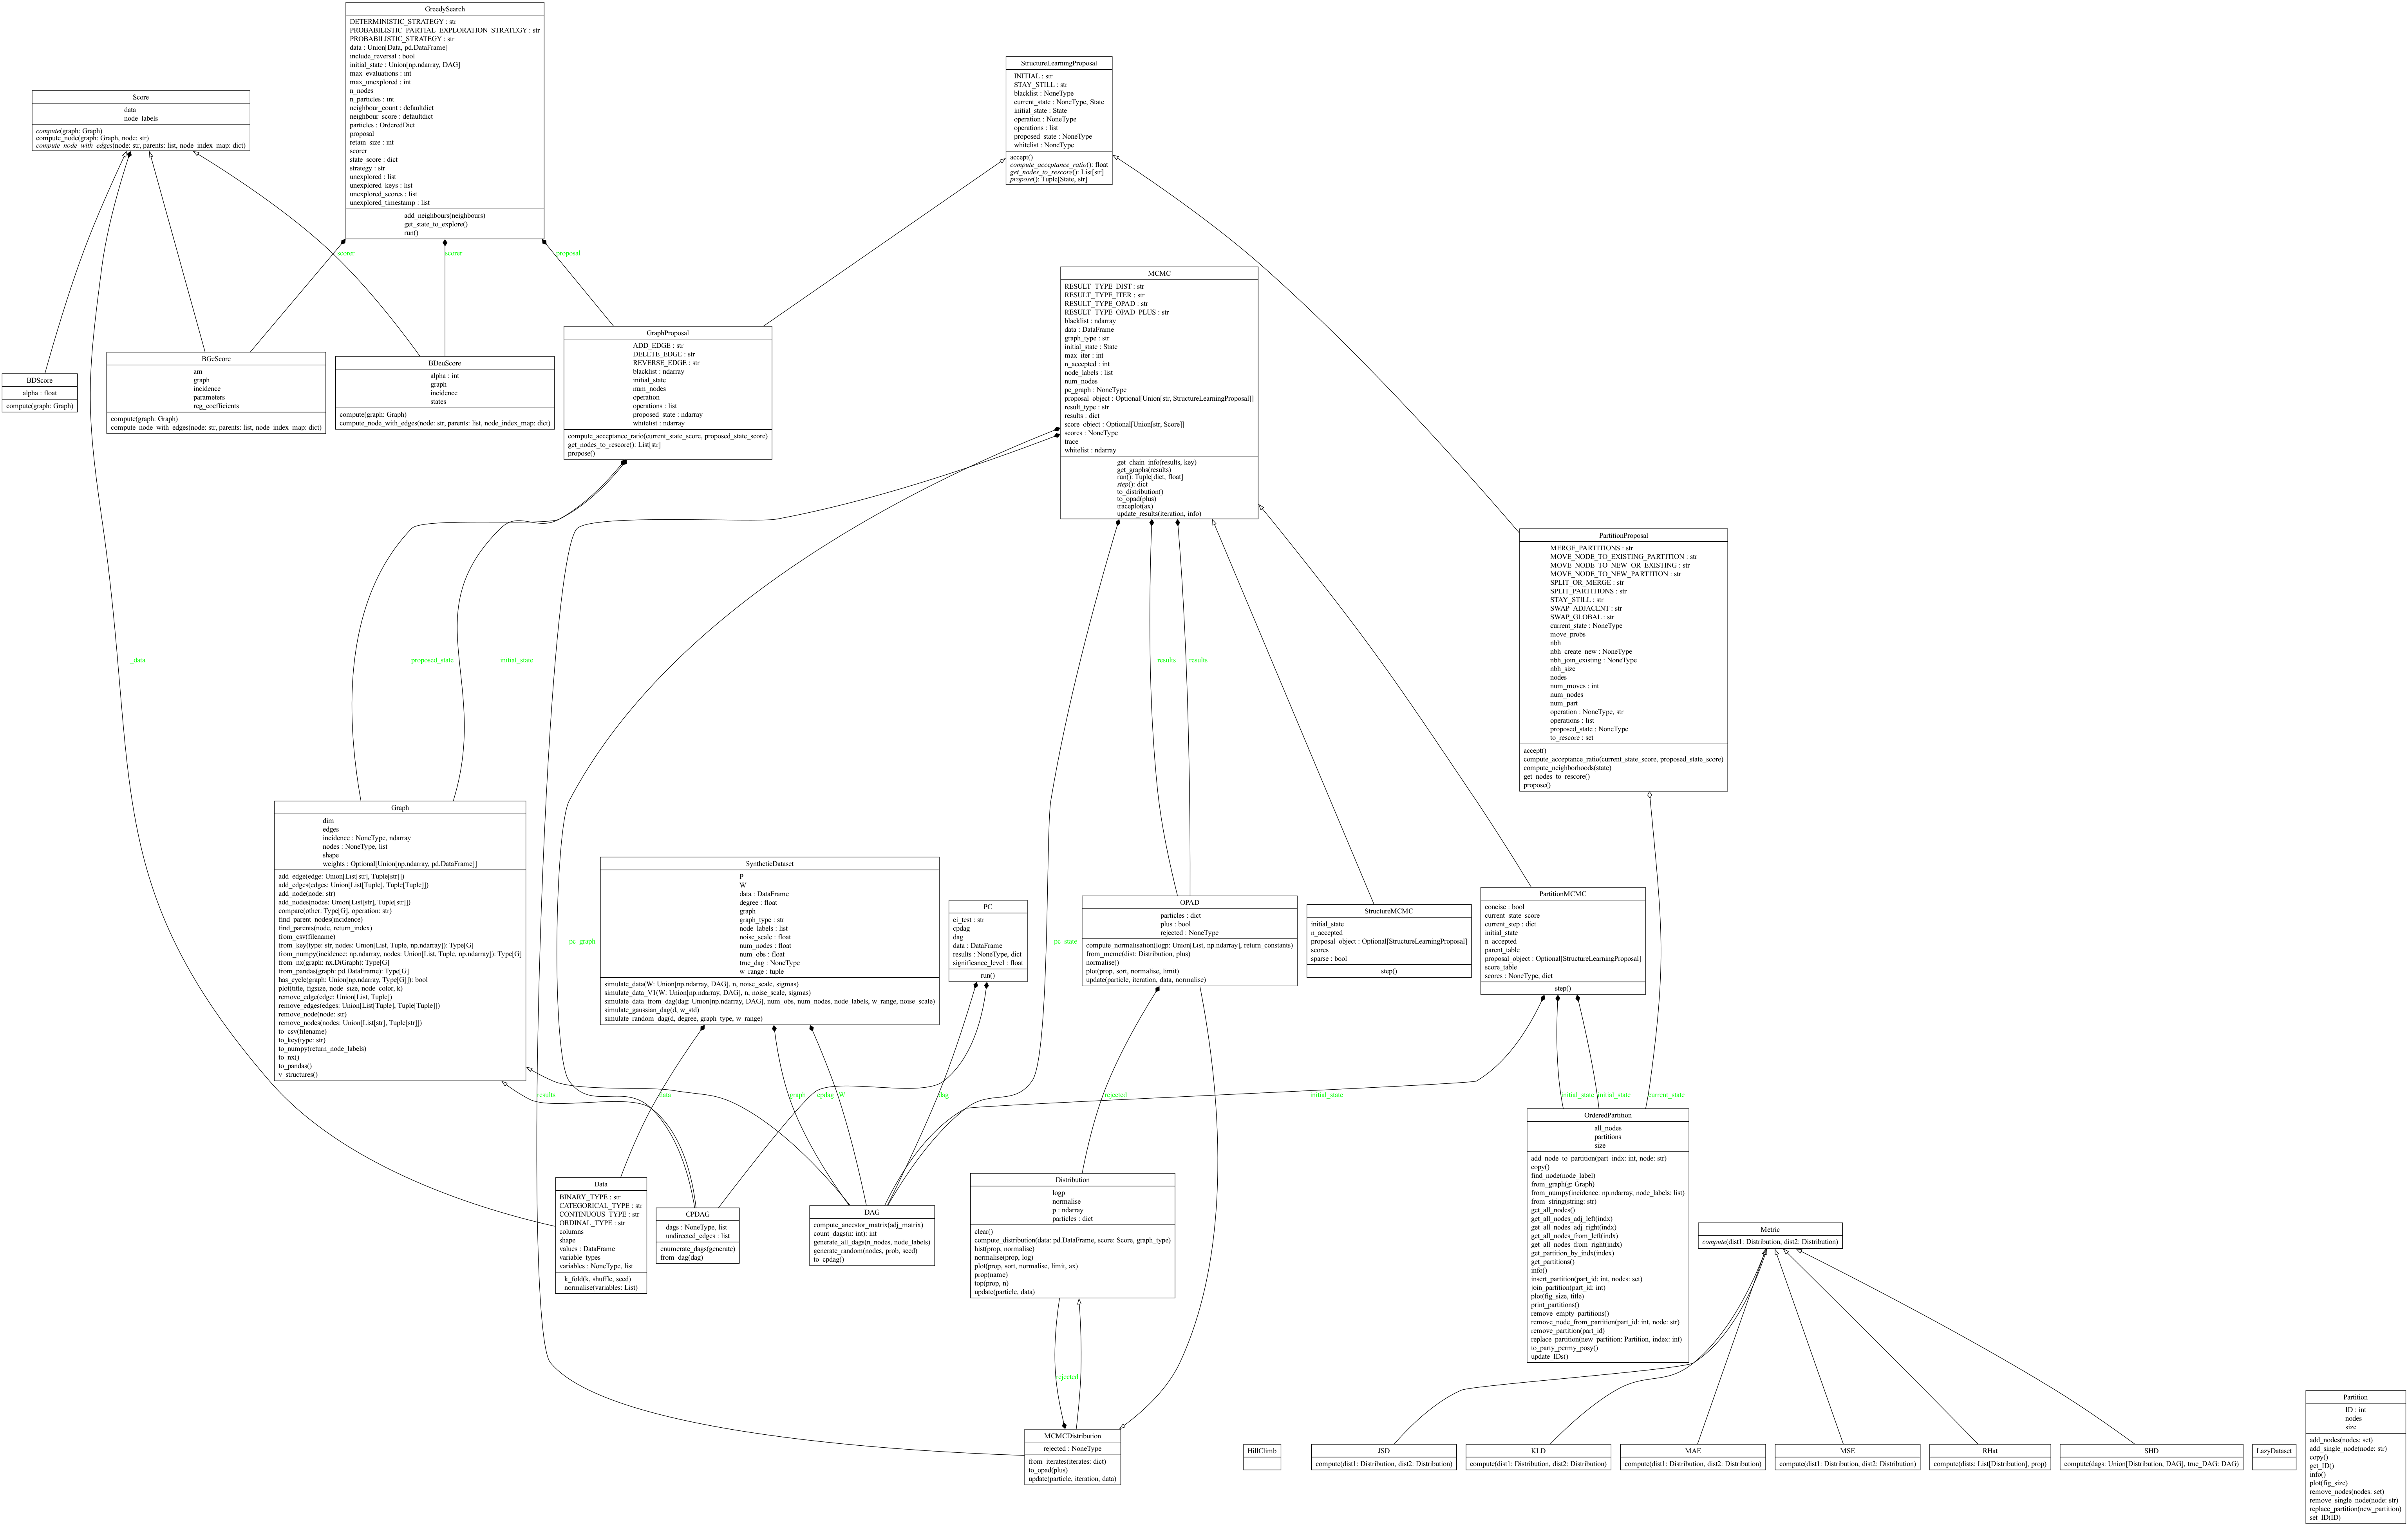 GreedySearch
DETERMINISTIC_STRATEGY : str
PROBABILISTIC_PARTIAL_EXPLORATION_STRATEGY : str
PROBABILISTIC_STRATEGY : str
data : Union[Data, pd.DataFrame]
include_reversal : bool
initial_state : Union[np.ndarray, DAG]
max_evaluations : int
max_unexplored : int
n_nodes
n_particles : int
neighbour_count : defaultdict
neighbour_score : defaultdict
particles : OrderedDict
proposal
retain_size : int
scorer
state_score : dict
strategy : str
unexplored : list
unexplored_keys : list
unexplored_scores : list
unexplored_timestamp : list
add_neighbours(neighbours)
get_state_to_explore()
run()
StructureLearningProposal
INITIAL : str
STAY_STILL : str
blacklist : NoneType
current_state : NoneType, State
initial_state : State
operation : NoneType
operations : list
proposed_state : NoneType
whitelist : NoneType
accept()
compute_acceptance_ratio(): float
get_nodes_to_rescore(): List[str]
propose(): Tuple[State, str]
Score
data
node_labels
compute(graph: Graph)
compute_node(graph: Graph, node: str)
compute_node_with_edges(node: str, parents: list, node_index_map: dict)
scorer
scorer
proposal
MCMC
RESULT_TYPE_DIST : str
RESULT_TYPE_ITER : str
RESULT_TYPE_OPAD : str
RESULT_TYPE_OPAD_PLUS : str
blacklist : ndarray
data : DataFrame
graph_type : str
initial_state : State
max_iter : int
n_accepted : int
node_labels : list
num_nodes
pc_graph : NoneType
proposal_object : Optional[Union[str, StructureLearningProposal]]
result_type : str
results : dict
score_object : Optional[Union[str, Score]]
scores : NoneType
trace
whitelist : ndarray
get_chain_info(results, key)
get_graphs(results)
run(): Tuple[dict, float]
step(): dict
to_distribution()
to_opad(plus)
traceplot(ax)
update_results(iteration, info)
BDScore
alpha : float
compute(graph: Graph)
BGeScore
am
graph
incidence
parameters
reg_coefficients
compute(graph: Graph)
compute_node_with_edges(node: str, parents: list, node_index_map: dict)
BDeuScore
alpha : int
graph
incidence
states
compute(graph: Graph)
compute_node_with_edges(node: str, parents: list, node_index_map: dict)
GraphProposal
ADD_EDGE : str
DELETE_EDGE : str
REVERSE_EDGE : str
blacklist : ndarray
initial_state
num_nodes
operation
operations : list
proposed_state : ndarray
whitelist : ndarray
compute_acceptance_ratio(current_state_score, proposed_state_score)
get_nodes_to_rescore(): List[str]
propose()
PartitionProposal
MERGE_PARTITIONS : str
MOVE_NODE_TO_EXISTING_PARTITION : str
MOVE_NODE_TO_NEW_OR_EXISTING : str
MOVE_NODE_TO_NEW_PARTITION : str
SPLIT_OR_MERGE : str
SPLIT_PARTITIONS : str
STAY_STILL : str
SWAP_ADJACENT : str
SWAP_GLOBAL : str
current_state : NoneType
move_probs
nbh
nbh_create_new : NoneType
nbh_join_existing : NoneType
nbh_size
nodes
num_moves : int
num_nodes
num_part
operation : NoneType, str
operations : list
proposed_state : NoneType
to_rescore : set
accept()
compute_acceptance_ratio(current_state_score, proposed_state_score)
compute_neighborhoods(state)
get_nodes_to_rescore()
propose()
_data
proposed_state
initial_state
results
results
Graph
dim
edges
incidence : NoneType, ndarray
nodes : NoneType, list
shape
weights : Optional[Union[np.ndarray, pd.DataFrame]]
add_edge(edge: Union[List[str], Tuple[str]])
add_edges(edges: Union[List[Tuple], Tuple[Tuple]])
add_node(node: str)
add_nodes(nodes: Union[List[str], Tuple[str]])
compare(other: Type[G], operation: str)
find_parent_nodes(incidence)
find_parents(node, return_index)
from_csv(filename)
from_key(type: str, nodes: Union[List, Tuple, np.ndarray]): Type[G]
from_numpy(incidence: np.ndarray, nodes: Union[List, Tuple, np.ndarray]): Type[G]
from_nx(graph: nx.DiGraph): Type[G]
from_pandas(graph: pd.DataFrame): Type[G]
has_cycle(graph: Union[np.ndarray, Type[G]]): bool
plot(title, figsize, node_size, node_color, k)
remove_edge(edge: Union[List, Tuple])
remove_edges(edges: Union[List[Tuple], Tuple[Tuple]])
remove_node(node: str)
remove_nodes(nodes: Union[List[str], Tuple[str]])
to_csv(filename)
to_key(type: str)
to_numpy(return_node_labels)
to_nx()
to_pandas()
v_structures()
pc_graph
SyntheticDataset
P
W
data : DataFrame
degree : float
graph
graph_type : str
node_labels : list
noise_scale : float
num_nodes : float
num_obs : float
true_dag : NoneType
w_range : tuple
simulate_data(W: Union[np.ndarray, DAG], n, noise_scale, sigmas)
simulate_data_V1(W: Union[np.ndarray, DAG], n, noise_scale, sigmas)
simulate_data_from_dag(dag: Union[np.ndarray, DAG], num_obs, num_nodes, node_labels, w_range, noise_scale)
simulate_gaussian_dag(d, w_std)
simulate_random_dag(d, degree, graph_type, w_range)
PC
ci_test : str
cpdag
dag
data : DataFrame
results : NoneType, dict
significance_level : float
run()
_pc_state
OPAD
particles : dict
plus : bool
rejected : NoneType
compute_normalisation(logp: Union[List, np.ndarray], return_constants)
from_mcmc(dist: Distribution, plus)
normalise()
plot(prop, sort, normalise, limit)
update(particle, iteration, data, normalise)
StructureMCMC
initial_state
n_accepted
proposal_object : Optional[StructureLearningProposal]
scores
sparse : bool
step()
PartitionMCMC
concise : bool
current_state_score
current_step : dict
initial_state
n_accepted
parent_table
proposal_object : Optional[StructureLearningProposal]
score_table
scores : NoneType, dict
step()
results
data
graph
cpdag
W
dag
rejected
initial_state
initial_state
initial_state
current_state
Data
BINARY_TYPE : str
CATEGORICAL_TYPE : str
CONTINUOUS_TYPE : str
ORDINAL_TYPE : str
columns
shape
values : DataFrame
variable_types
variables : NoneType, list
k_fold(k, shuffle, seed)
normalise(variables: List)
CPDAG
dags : NoneType, list
undirected_edges : list
enumerate_dags(generate)
from_dag(dag)
DAG
compute_ancestor_matrix(adj_matrix)
count_dags(n: int): int
generate_all_dags(n_nodes, node_labels)
generate_random(nodes, prob, seed)
to_cpdag()
Distribution
logp
normalise
p : ndarray
particles : dict
clear()
compute_distribution(data: pd.DataFrame, score: Score, graph_type)
hist(prop, normalise)
normalise(prop, log)
plot(prop, sort, normalise, limit, ax)
prop(name)
top(prop, n)
update(particle, data)
OrderedPartition
all_nodes
partitions
size
add_node_to_partition(part_indx: int, node: str)
copy()
find_node(node_label)
from_graph(g: Graph)
from_numpy(incidence: np.ndarray, node_labels: list)
from_string(string: str)
get_all_nodes()
get_all_nodes_adj_left(indx)
get_all_nodes_adj_right(indx)
get_all_nodes_from_left(indx)
get_all_nodes_from_right(indx)
get_partition_by_indx(index)
get_partitions()
info()
insert_partition(part_id: int, nodes: set)
join_partition(part_id: int)
plot(fig_size, title)
print_partitions()
remove_empty_partitions()
remove_node_from_partition(part_id: int, node: str)
remove_partition(part_id)
replace_partition(new_partition: Partition, index: int)
to_party_permy_posy()
update_IDs()
Metric
compute(dist1: Distribution, dist2: Distribution)
rejected
MCMCDistribution
rejected : NoneType
from_iterates(iterates: dict)
to_opad(plus)
update(particle, iteration, data)
HillClimb
JSD
compute(dist1: Distribution, dist2: Distribution)
KLD
compute(dist1: Distribution, dist2: Distribution)
MAE
compute(dist1: Distribution, dist2: Distribution)
MSE
compute(dist1: Distribution, dist2: Distribution)
RHat
compute(dists: List[Distribution], prop)
SHD
compute(dags: Union[Distribution, DAG], true_DAG: DAG)
LazyDataset
Partition
ID : int
nodes
size
add_nodes(nodes: set)
add_single_node(node: str)
copy()
get_ID()
info()
plot(fig_size)
remove_nodes(nodes: set)
remove_single_node(node: str)
replace_partition(new_partition)
set_ID(ID)